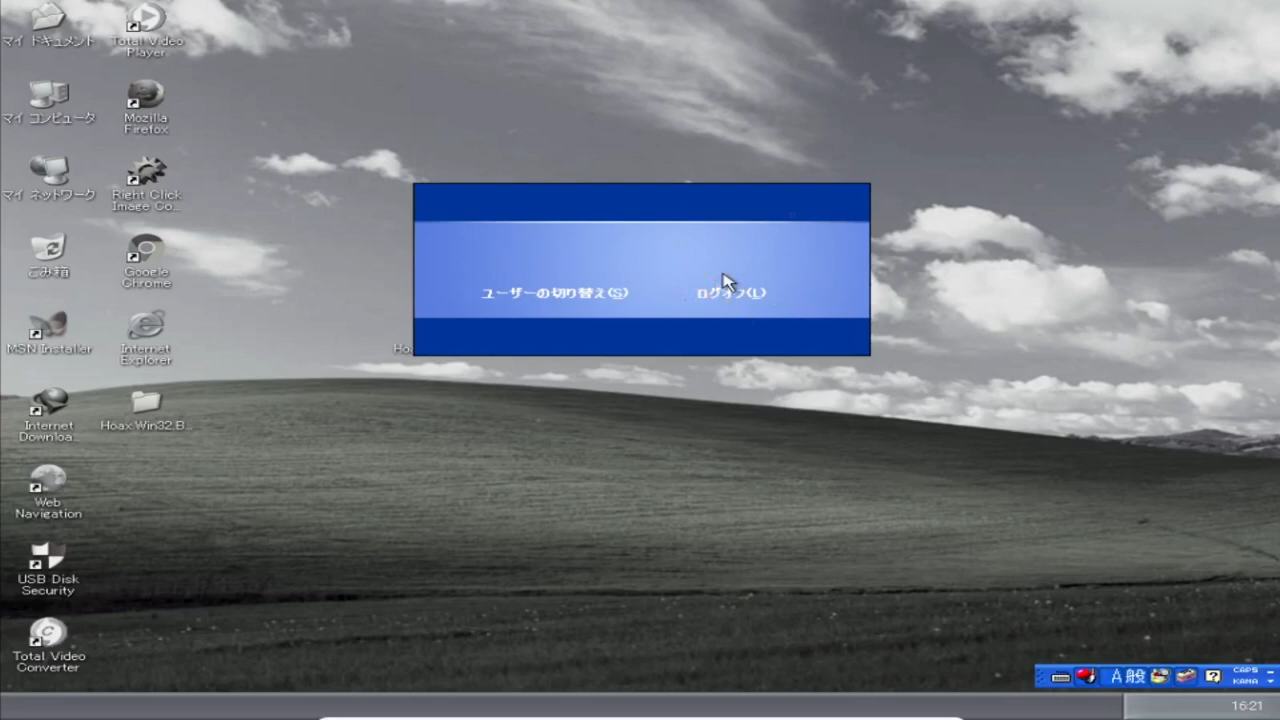 マイ ドキュメント
Total Video
Player
マイ コンピュータ
Mozilla
Firefox
マイ ネットワーク
Right Click
Image Co...
ごみ箱
Google
Chrome
MSN Installer
Internet
Explorer
Internet
Downloa...
Hoax.Win32.B...
Web
Navigation
USB Disk
Security
Total Video
Converter
ユーザーの切り替え(S)
ログオフ(L)
A 般
CAPS
KANA
16:21